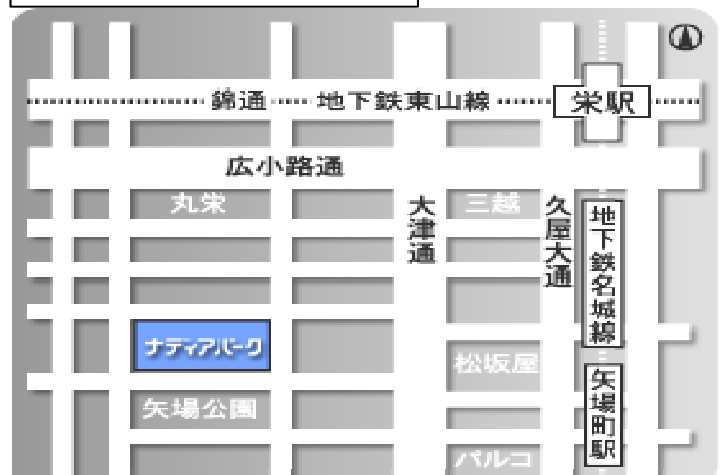 錦通
地下鉄東山線
栄駅
広小路通
丸栄
大津通
三越
久屋大通
地下鉄名城線
ナディアパーク
松坂屋
矢場公園
矢場町駅
パルコ